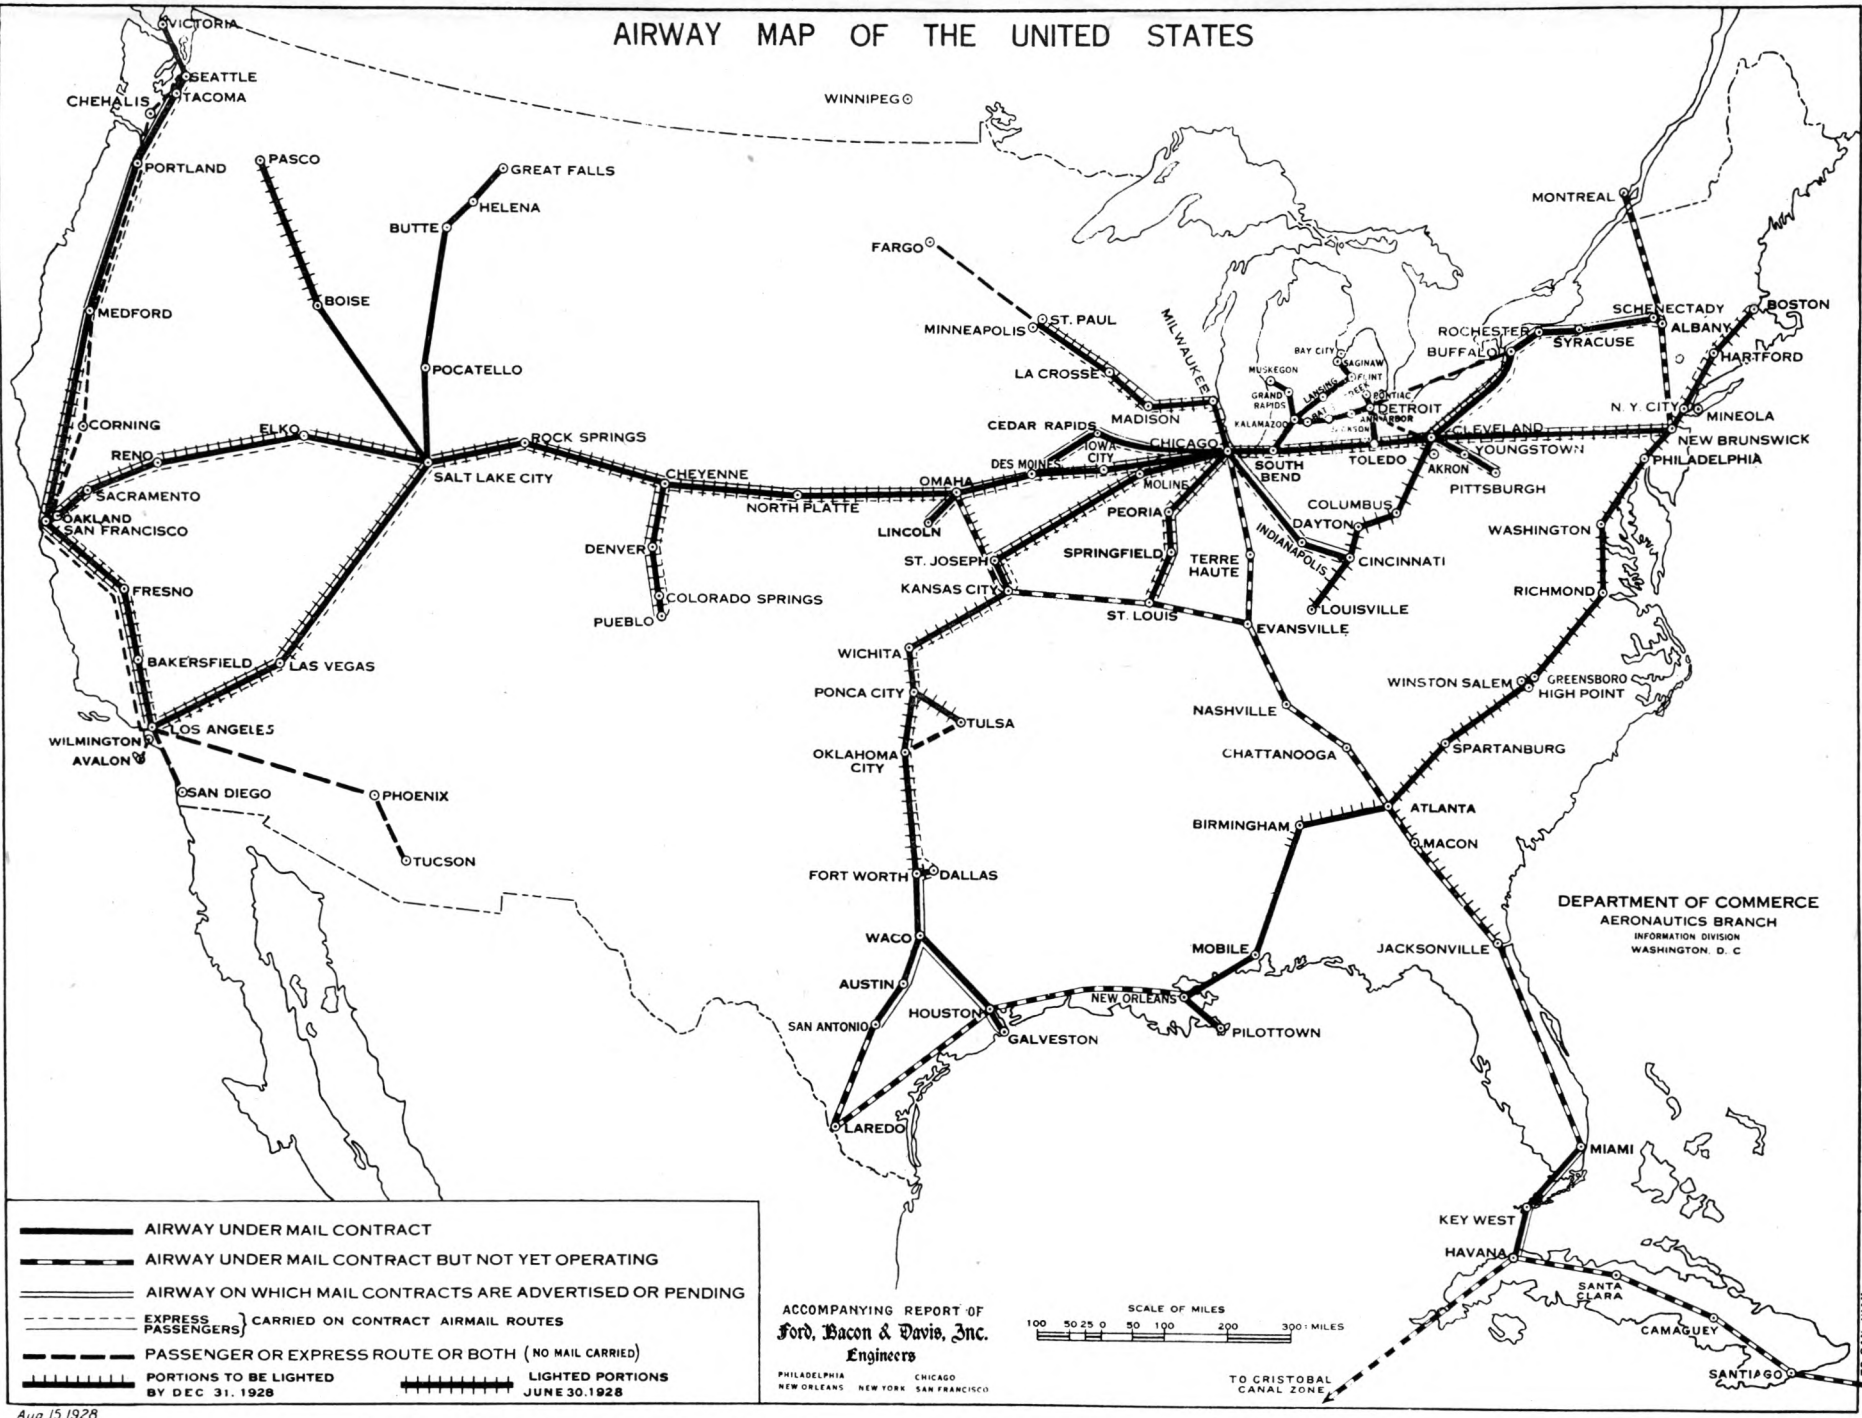 AIRWAY MAP OF THE UNITED STATES
VICTORIA
SEATTLE
TACOMA
CHEHALIS
WINNIPEG
PORTLAND
PASCO
GREAT FALLS
HELENA
BUTTE
MONTREAL
FARGO
BOISE
MEDFORD
ST. PAUL
MINNEAPOLIS
MILWAUKEE
SCHENECTADY
BOSTON
ROCHESTER
ALBANY
SYRACUSE
BUFFALO
HARTFORD
BAY CITY
SAGINAW
POCATELLO
LA CROSSE
MUSKEGON
FLINT
LANSING
GRAND
RAPIDS
PONTIAC
DETROIT
MADISON
KALAMAZOO
ANN ARBOR
N. Y. CITY
MINEOLA
CORNING
ELKO
CEDAR RAPIDS
CLEVELAND
ROCK SPRINGS
CHICAGO
NEW BRUNSWICK
RENO
IOWA
CITY
SOUTH
BEND
TOLEDO
YOUNGSTOWN
PHILADELPHIA
SALT LAKE CITY
DES MOINES
AKRON
CHEYENNE
OMAHA
MOLINE
PITTSBURGH
SACRAMENTO
NORTH PLATTE
COLUMBUS
OAKLAND
SAN FRANCISCO
LINCOLN
PEORIA
DAYTON
WASHINGTON
INDIANAPOLIS
DENVER
ST. JOSEPH
SPRINGFIELD
TERRE
HAUTE
CINCINNATI
FRESNO
KANSAS CITY
RICHMOND
COLORADO SPRINGS
PUEBLO
ST. LOUIS
LOUISVILLE
EVANSVILLE
WICHITA
BAKERSFIELD
LAS VEGAS
PONCA CITY
WINSTON SALEM
GREENSBORO
HIGH POINT
NASHVILLE
TULSA
LOS ANGELES
WILMINGTON
AVALON
OKLAHOMA
CITY
CHATTANOOGA
SPARTANBURG
SAN DIEGO
PHOENIX
ATLANTA
BIRMINGHAM
MACON
TUCSON
FORT WORTH
DALLAS
DEPARTMENT OF COMMERCE
AERONAUTICS BRANCH
INFORMATION DIVISION
WASHINGTON. D. C
WACO
MOBILE
JACKSONVILLE
AUSTIN
NEW ORLEANS
HOUSTON
SAN ANTONIO
PILOTTOWN
GALVESTON
LAREDO
MIAMI
KEY WEST
HAVANA
SANTA
CLARA
CAMAGUEY
SANTIAGO
TO CRISTOBAL
CANAL ZONE
AIRWAY UNDER MAIL CONTRACT
AIRWAY UNDER MAIL CONTRACT BUT NOT YET OPERATING
AIRWAY ON WHICH MAIL CONTRACTS ARE ADVERTISED OR PENDING
EXPRESS
PASSENGERS} CARRIED ON CONTRACT AIRMAIL ROUTES
PASSENGER OR EXPRESS ROUTE OR BOTH (NO MAIL CARRIED)
PORTIONS TO BE LIGHTED
BY DEC 31. 1928
LIGHTED PORTIONS
JUNE 30. 1928
ACCOMPANYING REPORT OF
Ford, Bacon & Davis, Inc.
Engineers
PHILADELPHIA CHICAGO
NEW ORLEANS NEW YORK SAN FRANCISCO
SCALE OF MILES
100 50 25 0 50 100 200 300 MILES
Aug 15 1928